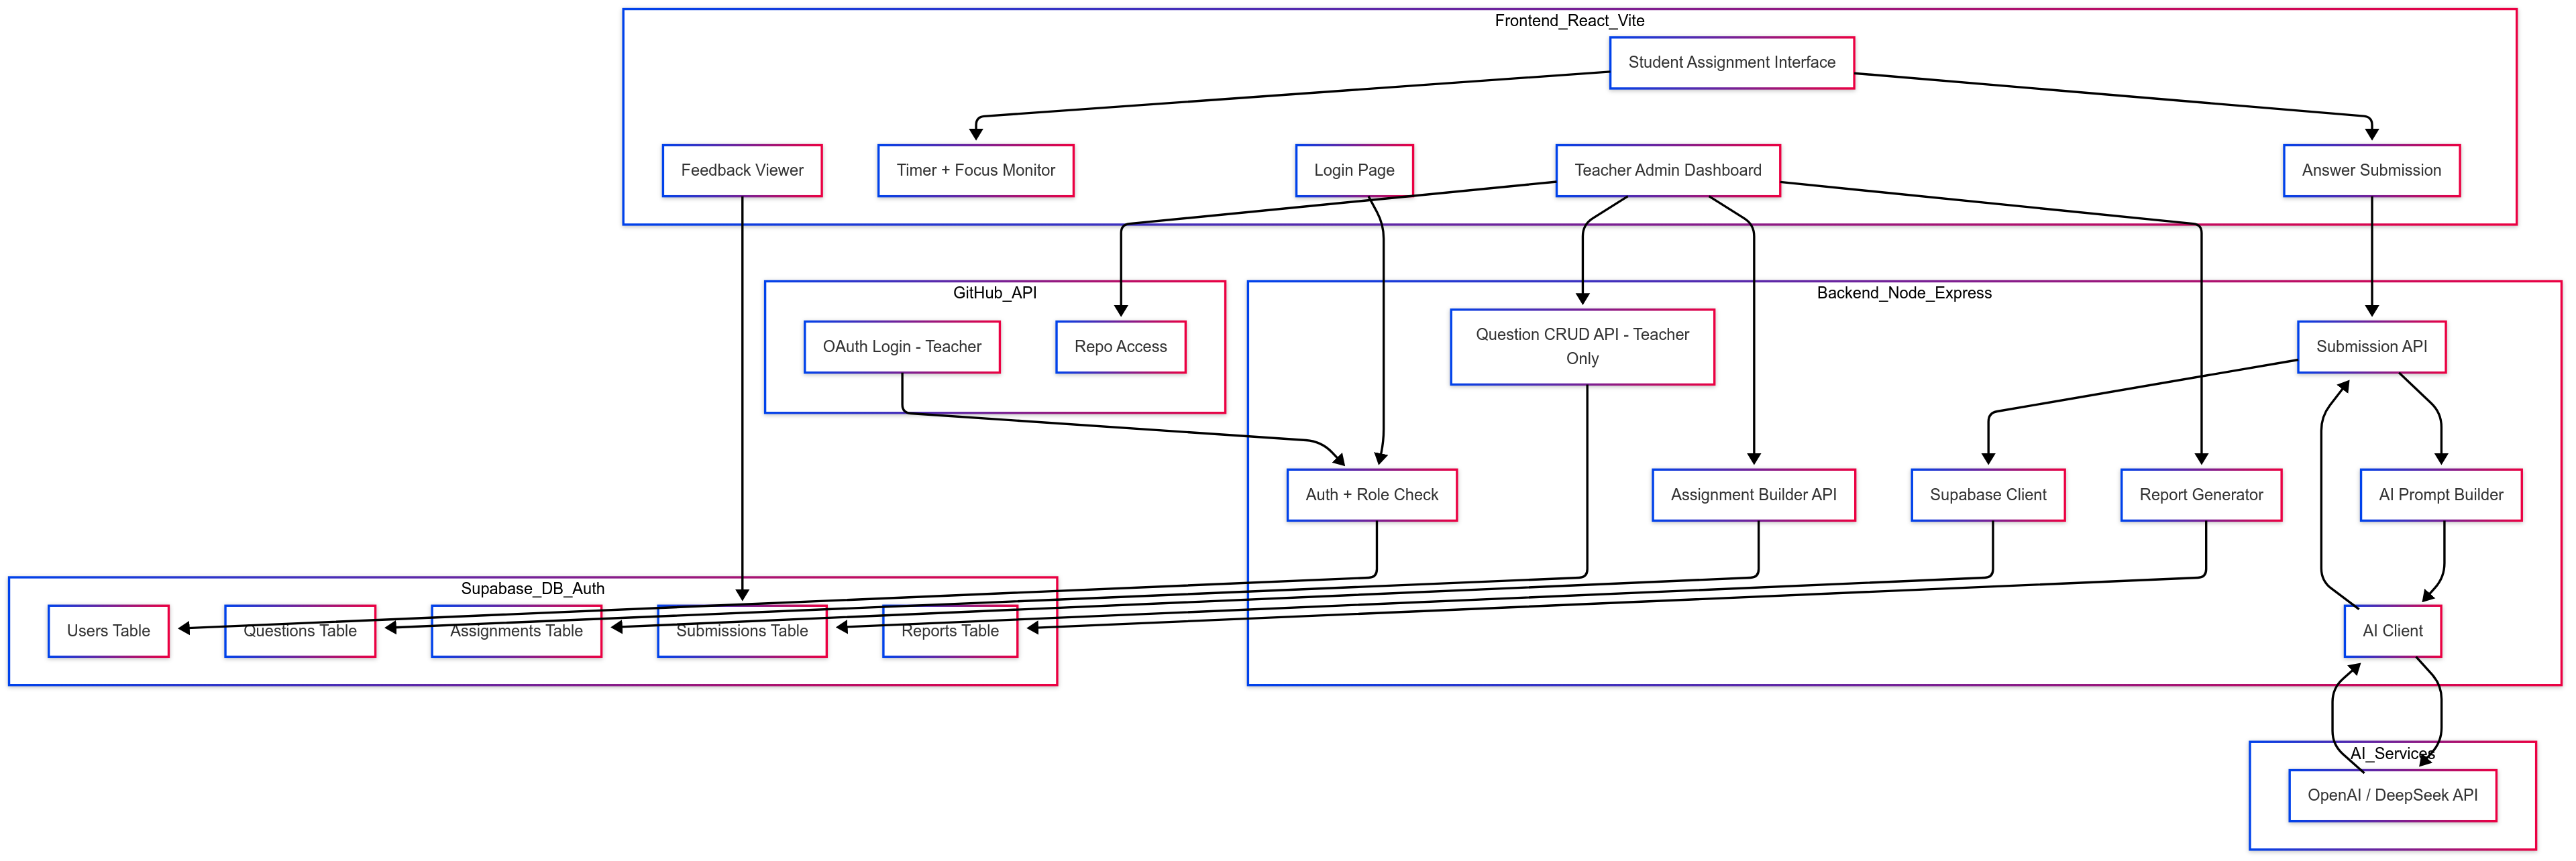 Frontend_React_Vite
Student Assignment Interface
Feedback Viewer
Timer + Focus Monitor
Login Page
Teacher Admin Dashboard
Answer Submission
GitHub_API
OAuth Login - Teacher
Repo Access
Backend_Node_Express
Question CRUD API - Teacher
Only
Submission API
Auth + Role Check
Assignment Builder API
Supabase Client
Report Generator
AI Prompt Builder
Supabase_DB_Auth
Users Table
Questions Table
Assignments Table
Submissions Table
Reports Table
AI Client
AI_Services
OpenAI / DeepSeek API